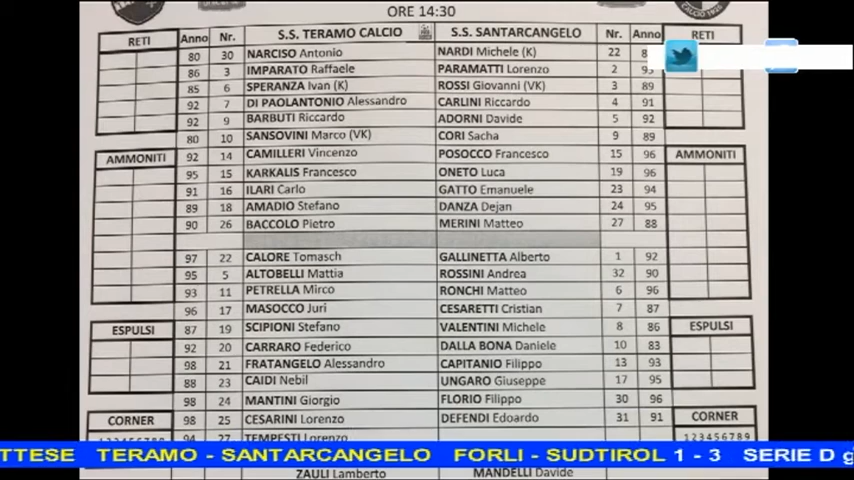 ORE 14:30
RETI Anno Nr. S.S. TERAMO CALCIO S.S. SANTARCANGELO Nr. Anno RETI
80 30 NARCISO Antonio NARDI Michele (K) 22
86 3 IMPARATO Raffaele PARAMATTI Lorenzo 2
85 6 SPERANZA Ivan (K) ROSSI Giovanni (VK) 3 89
92 7 DI PAOLANTONIO Alessandro CARLINI Riccardo 4 91
92 9 BARBUTI Riccardo ADORNI Davide 5 92
80 10 SANSOVINI Marco (VK) CORI Sacha 9 89
AMMONITI 92 14 CAMILLERI Vincenzo POSOCCO Francesco 15 96 AMMONITI
95 15 KARKALIS Francesco ONETO Luca 19 96
91 16 ILARI Carlo GATTO Emanuele 23 94
89 18 AMADIO Stefano DANZA Dejan 24 95
90 26 BACCOLO Pietro MERINI Matteo 27 88
97 22 CALORE Tomasch GALLINETTA Alberto 1 92
95 5 ALTOBELLI Mattia ROSSINI Andrea 32 90
93 11 PETRELLA Mirco RONCHI Matteo 6 96
96 17 MASOCCO Juri CESARETTI Cristian 7 87
ESPULSI 87 19 SCIPIONI Stefano VALENTINI Michele 8 86 ESPULSI
92 20 CARRARO Federico DALLA BONA Daniele 10 83
98 21 FRATANGELO Alessandro CAPITANIO Filippo 13 93
88 23 CAIDI Nebil UNGARO Giuseppe 17 95
98 24 MANTINI Giorgio FLORIO Filippo 30 96
CORNER 98 25 CESARINI Lorenzo DEFENDI Edoardo 31 91 CORNER
123456789 94 27 TEMPESTI Lorenzo 123456789
TTESE TERAMO - SANTARCANGELO FORLI - SUDTIROL 1 - 3 SERIE D g
ZAULI Lamberto MANDELLI Davide